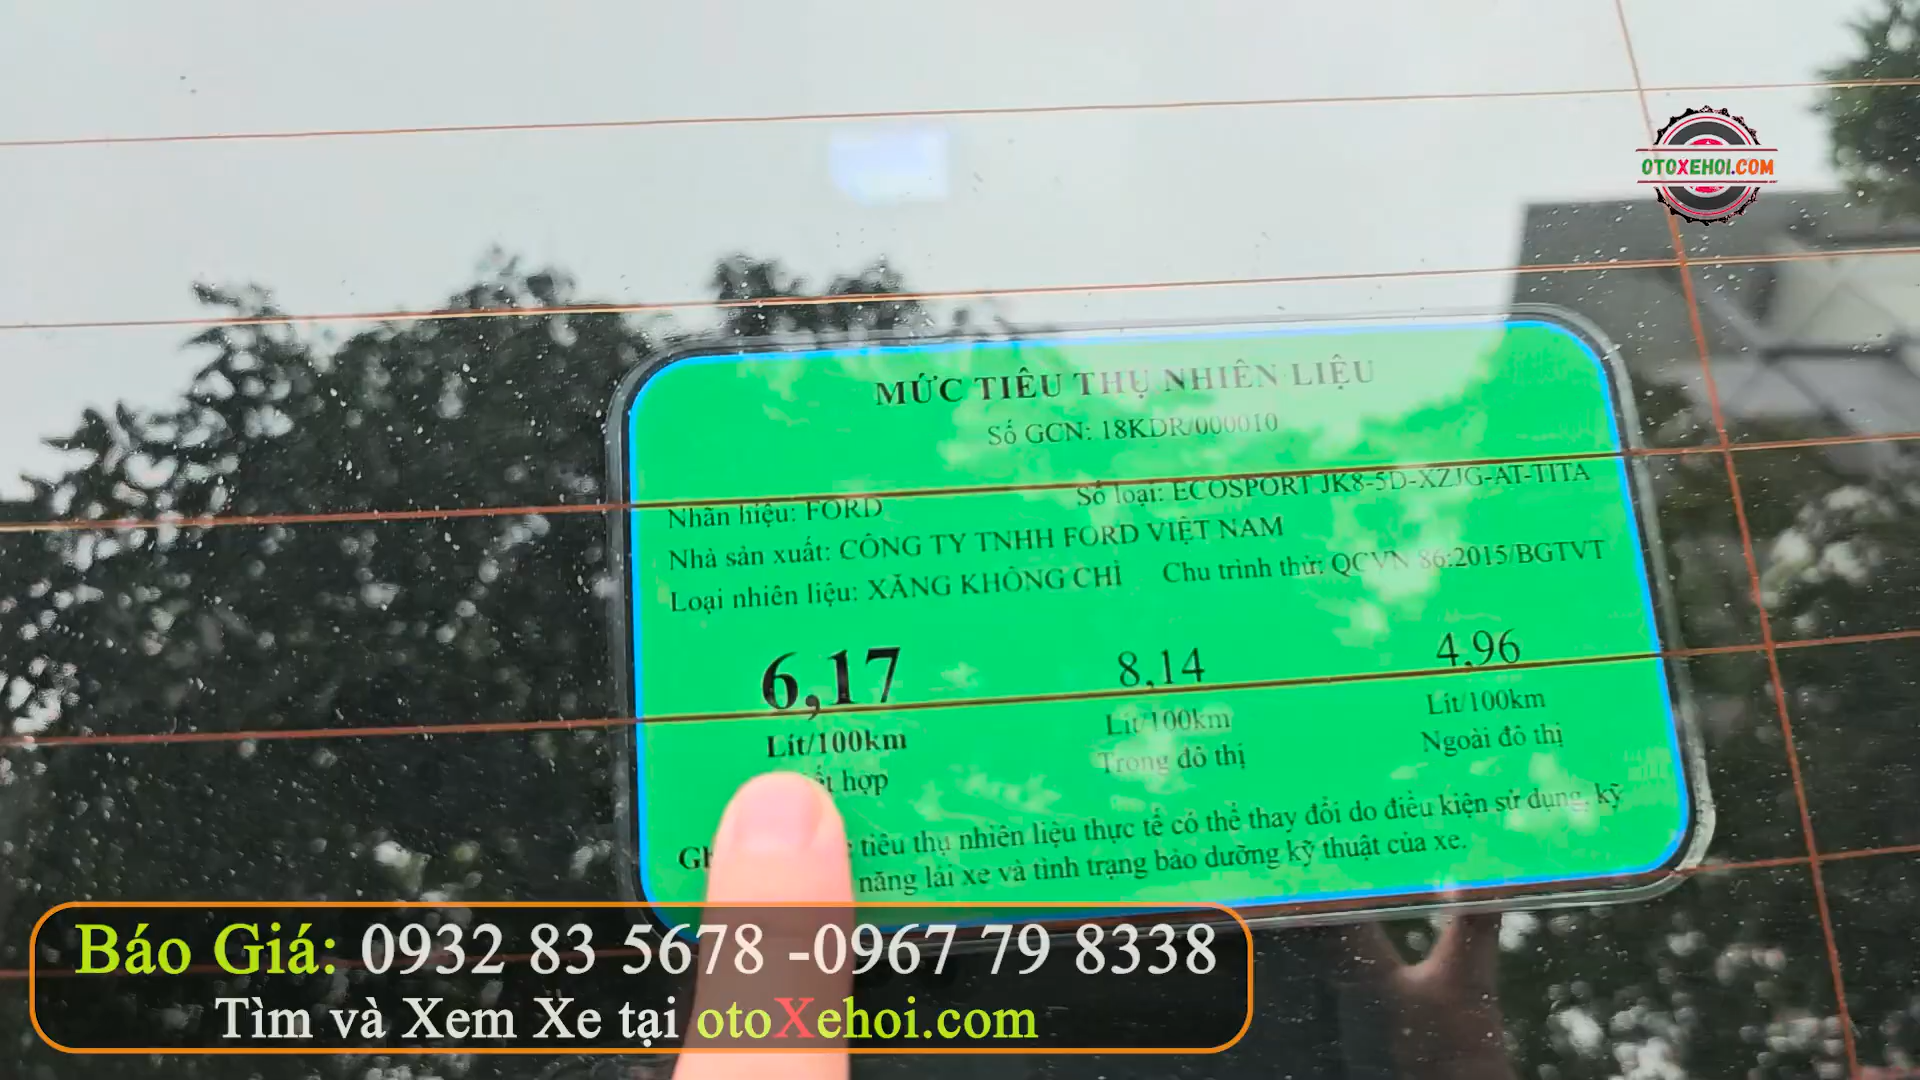 OTOXEHOI.COM
MỨC TIÊU THỤ NHIÊN LIỆU
Số GCN: 18KDR/000010
Nhãn hiệu: FORD Số loại: ECOSPORT JK8-5D-XZJG-AT-TITA
Nhà sản xuất: CÔNG TY TNHH FORD VIỆT NAM
Loại nhiên liệu: XĂNG KHÔNG CHÌ Chu trình thử: QCVN 86:2015/BGTVT
6,17 8,14 4,96
Lít/100km Lít/100km Lít/100km
hợp Trong đô thị Ngoài đô thị
tiêu thụ nhiên liệu thực tế có thể thay đổi do điều kiện sử dụng, kỹ
năng lái xe và tình trạng bảo dưỡng kỹ thuật của xe.
Báo Giá: 0932 83 5678 -0967 79 8338
Tìm và Xem Xe tại otoXehoi.com